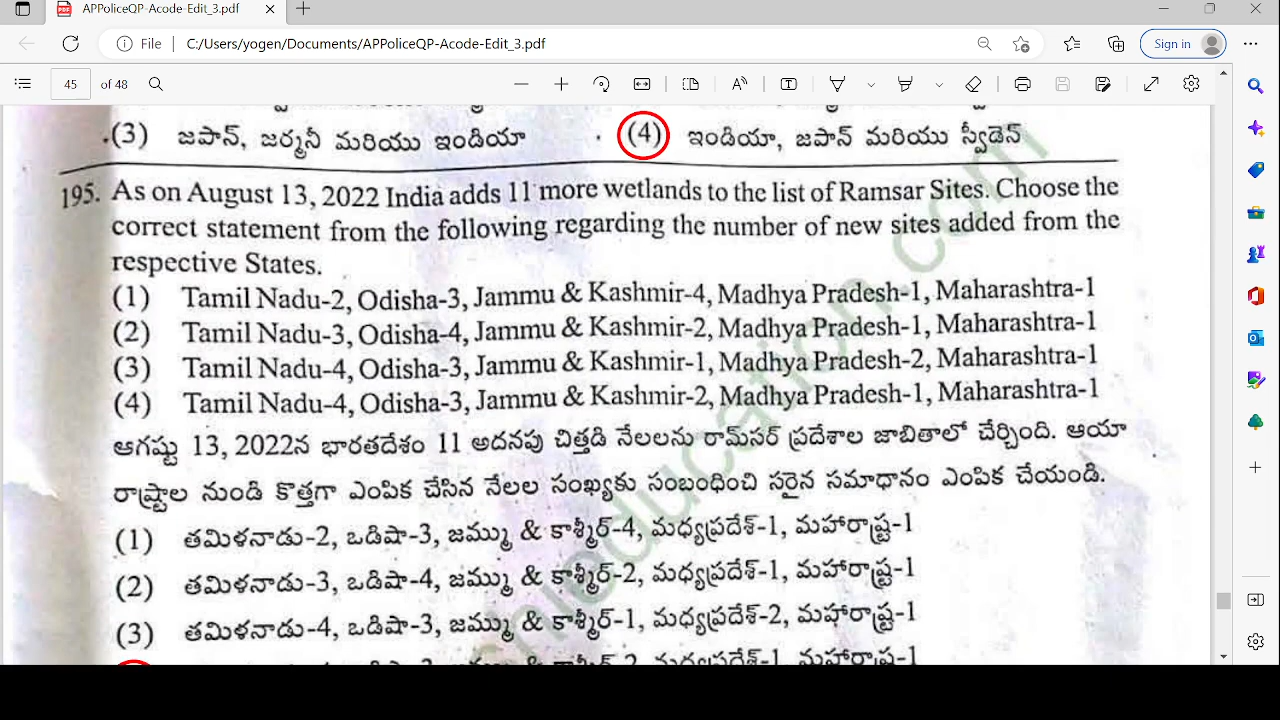 APPoliceQP-Acode-Edit_3.pdf
File C:/Users/yogen/Documents/APPoliceQP-Acode-Edit_3.pdf Sign in
45 of 48
(3) జపాన్, జర్మనీ మరియు ఇండియా (4) ఇండియా, జపాన్ మరియు స్వీడెన్
195. As on August 13, 2022 India adds 11 more wetlands to the list of Ramsar Sites. Choose the
correct statement from the following regarding the number of new sites added from the
respective States.
(1) Tamil Nadu-2, Odisha-3, Jammu & Kashmir-4, Madhya Pradesh-1, Maharashtra-1
(2) Tamil Nadu-3, Odisha-4, Jammu & Kashmir-2, Madhya Pradesh-1, Maharashtra-1
(3) Tamil Nadu-4, Odisha-3, Jammu & Kashmir-1, Madhya Pradesh-2, Maharashtra-1
(4) Tamil Nadu-4, Odisha-3, Jammu & Kashmir-2, Madhya Pradesh-1, Maharashtra-1
ఆగష్టు 13, 2022న భారతదేశం 11 అదనపు చిత్తడి నేలలను రామ్‌సర్ ప్రదేశాల జాబితాలో చేర్చింది. ఆయా
రాష్ట్రాల నుండి కొత్తగా ఎంపిక చేసిన నేలల సంఖ్యకు సంబంధించి సరైన సమాధానం ఎంపిక చేయండి.
(1) తమిళనాడు-2, ఒడిషా-3, జమ్ము & కాశ్మీర్-4, మధ్యప్రదేశ్-1, మహారాష్ట్ర-1
(2) తమిళనాడు-3, ఒడిషా-4, జమ్ము & కాశ్మీర్-2, మధ్యప్రదేశ్-1, మహారాష్ట్ర-1
(3) తమిళనాడు-4, ఒడిషా-3, జమ్ము & కాశ్మీర్-1, మధ్యప్రదేశ్-2, మహారాష్ట్ర-1